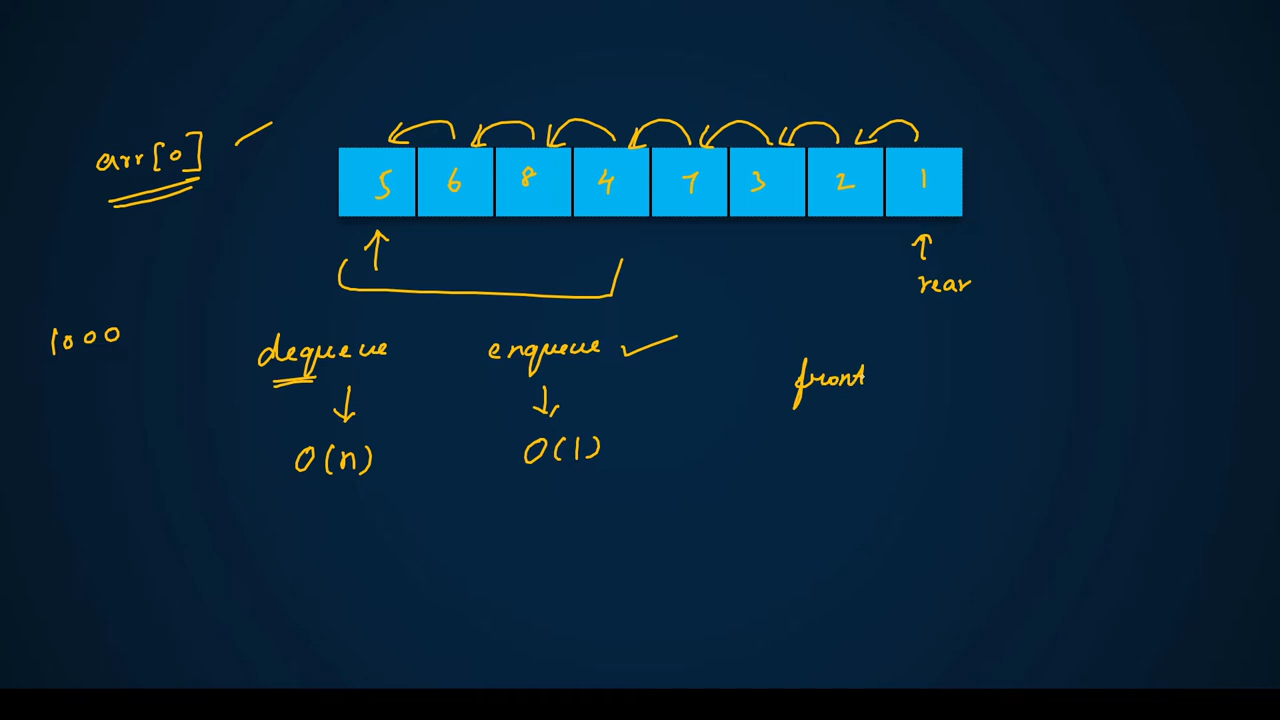 arr[0]
5 6 8 4 7 3 2 1
rear
1000
dequeue enqueue
front
O(n) O(1)